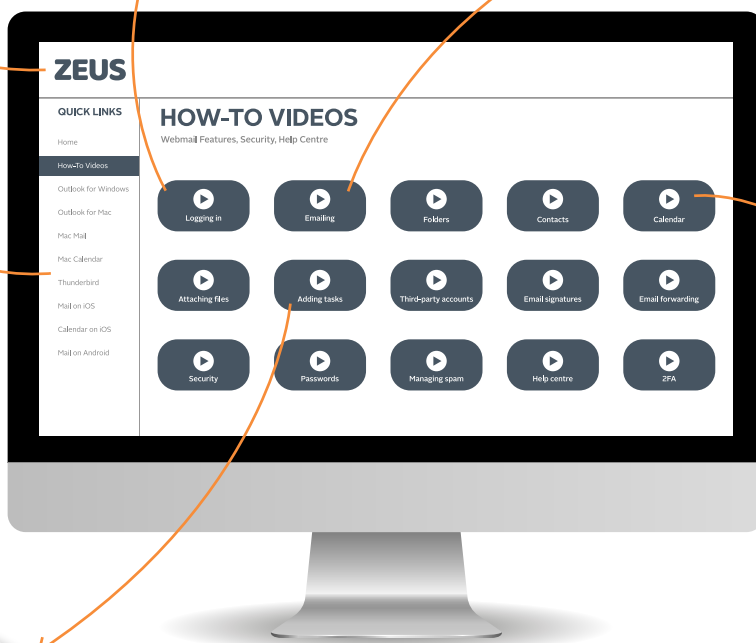 ZEUS
QUICK LINKS
Home
How-To Videos
Outlook for Windows
Outlook for Mac
Mac Mail
Mac Calendar
Thunderbird
Mail on iOS
Calendar on iOS
Mail on Android
HOW-TO VIDEOS
Webmail Features, Security, Help Centre
Logging in
Emailing
Folders
Contacts
Calendar
Attaching files
Adding tasks
Third-party accounts
Email signatures
Email forwarding
Security
Passwords
Managing spam
Help centre
2FA